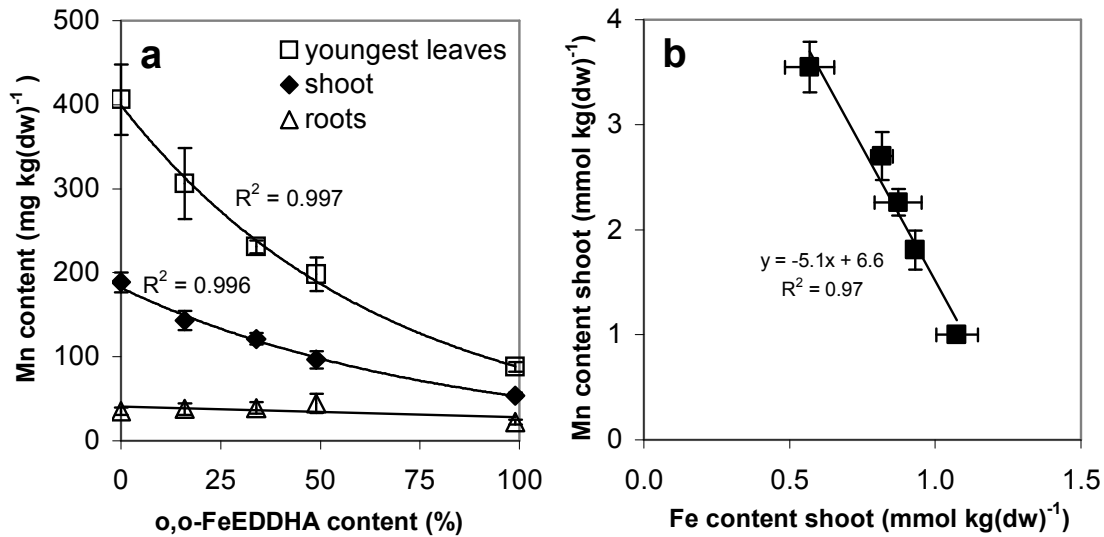 a
youngest leaves
shoot
roots
R² = 0.997
R² = 0.996
500
400
300
200
100
0
0 25 50 75 100
Mn content (mg kg(dw)⁻¹)
o,o-FeEDDHA content (%)
b
y = -5.1x + 6.6
R² = 0.97
4
3
2
1
0
0.0 0.5 1.0 1.5
Mn content shoot (mmol kg(dw)⁻¹)
Fe content shoot (mmol kg(dw)⁻¹)